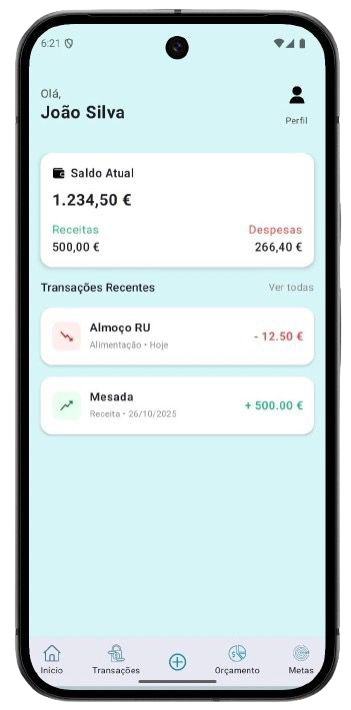 6:21
Olá,
João Silva
Perfil
Saldo Atual
1.234,50 €
Receitas Despesas
500,00 € 266,40 €
Transações Recentes Ver todas
Almoço RU
Alimentação • Hoje
- 12.50 €
Mesada
Receita • 26/10/2025
+ 500.00 €
Início Transações Orçamento Metas